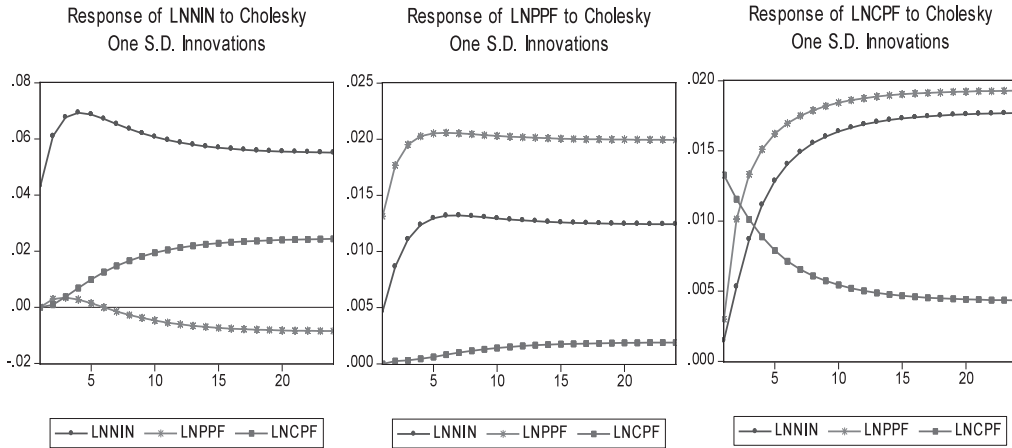 Response of LNNIN to Cholesky
One S.D. Innovations
.08
.06
.04
.02
.00
-.02
5 10 15 20
LNNIN LNPPF LNCPF
Response of LNPPF to Cholesky
One S.D. Innovations
.025
.020
.015
.010
.005
.000
5 10 15 20
LNNIN LNPPF LNCPF
Response of LNCPF to Cholesky
One S.D. Innovations
.020
.015
.010
.005
.000
5 10 15 20
LNNIN LNPPF LNCPF